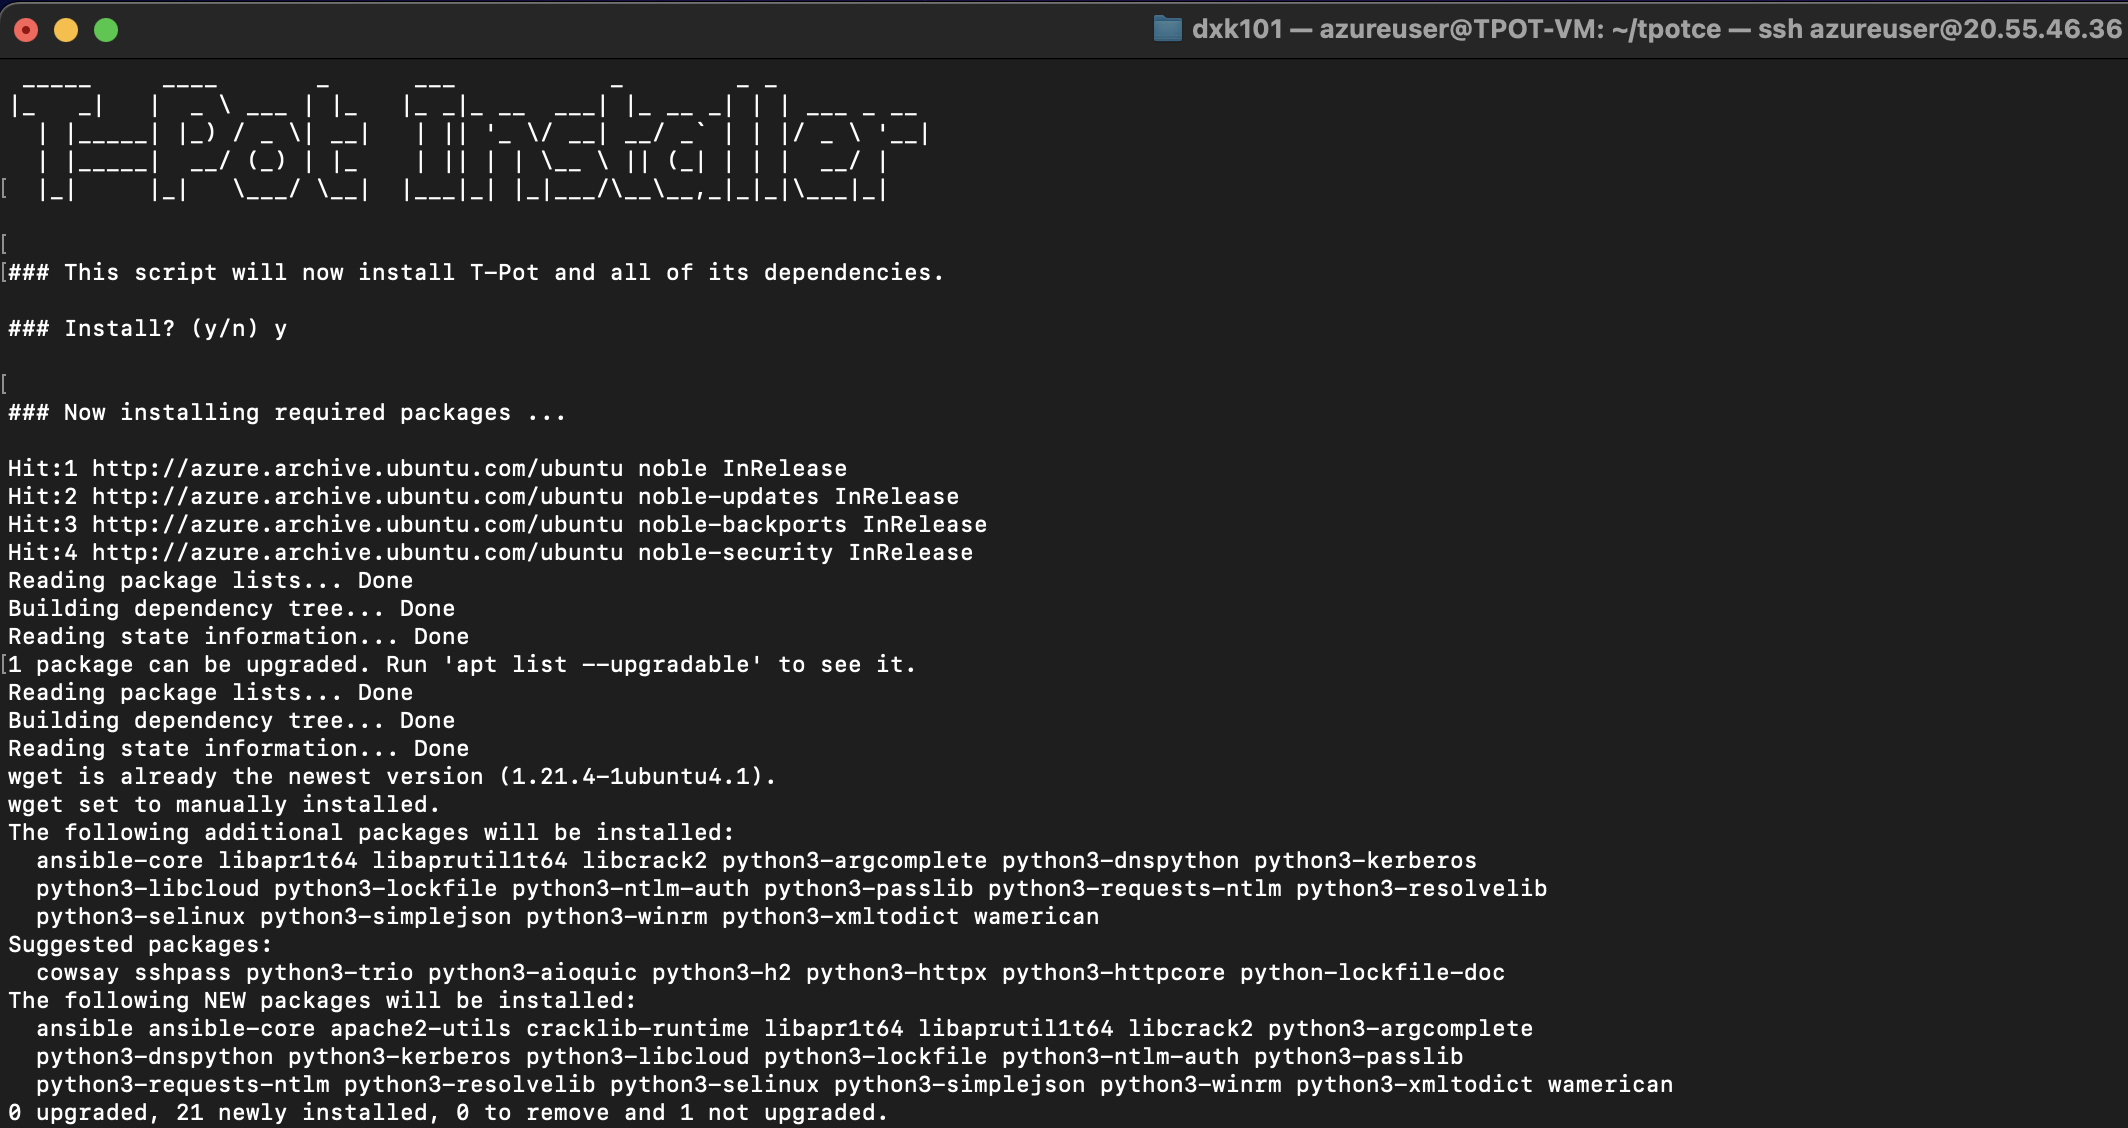 dxk101 — azureuser@TPOT-VM: ~/tpotce — ssh azureuser@20.55.46.36
T-Pot Installer
### This script will now install T-Pot and all of its dependencies.
### Install? (y/n) y
### Now installing required packages ...
Hit:1 http://azure.archive.ubuntu.com/ubuntu noble InRelease
Hit:2 http://azure.archive.ubuntu.com/ubuntu noble-updates InRelease
Hit:3 http://azure.archive.ubuntu.com/ubuntu noble-backports InRelease
Hit:4 http://azure.archive.ubuntu.com/ubuntu noble-security InRelease
Reading package lists... Done
Building dependency tree... Done
Reading state information... Done
1 package can be upgraded. Run 'apt list --upgradable' to see it.
Reading package lists... Done
Building dependency tree... Done
Reading state information... Done
wget is already the newest version (1.21.4-1ubuntu4.1).
wget set to manually installed.
The following additional packages will be installed:
ansible-core libapr1t64 libaprutil1t64 libcrack2 python3-argcomplete python3-dnspython python3-kerberos
python3-libcloud python3-lockfile python3-ntlm-auth python3-passlib python3-requests-ntlm python3-resolvelib
python3-selinux python3-simplejson python3-winrm python3-xmltodict wamerican
Suggested packages:
cowsay sshpass python3-trio python3-aioquic python3-h2 python3-httpx python3-httpcore python-lockfile-doc
The following NEW packages will be installed:
ansible ansible-core apache2-utils cracklib-runtime libapr1t64 libaprutil1t64 libcrack2 python3-argcomplete
python3-dnspython python3-kerberos python3-libcloud python3-lockfile python3-ntlm-auth python3-passlib
python3-requests-ntlm python3-resolvelib python3-selinux python3-simplejson python3-winrm python3-xmltodict wamerican
0 upgraded, 21 newly installed, 0 to remove and 1 not upgraded.